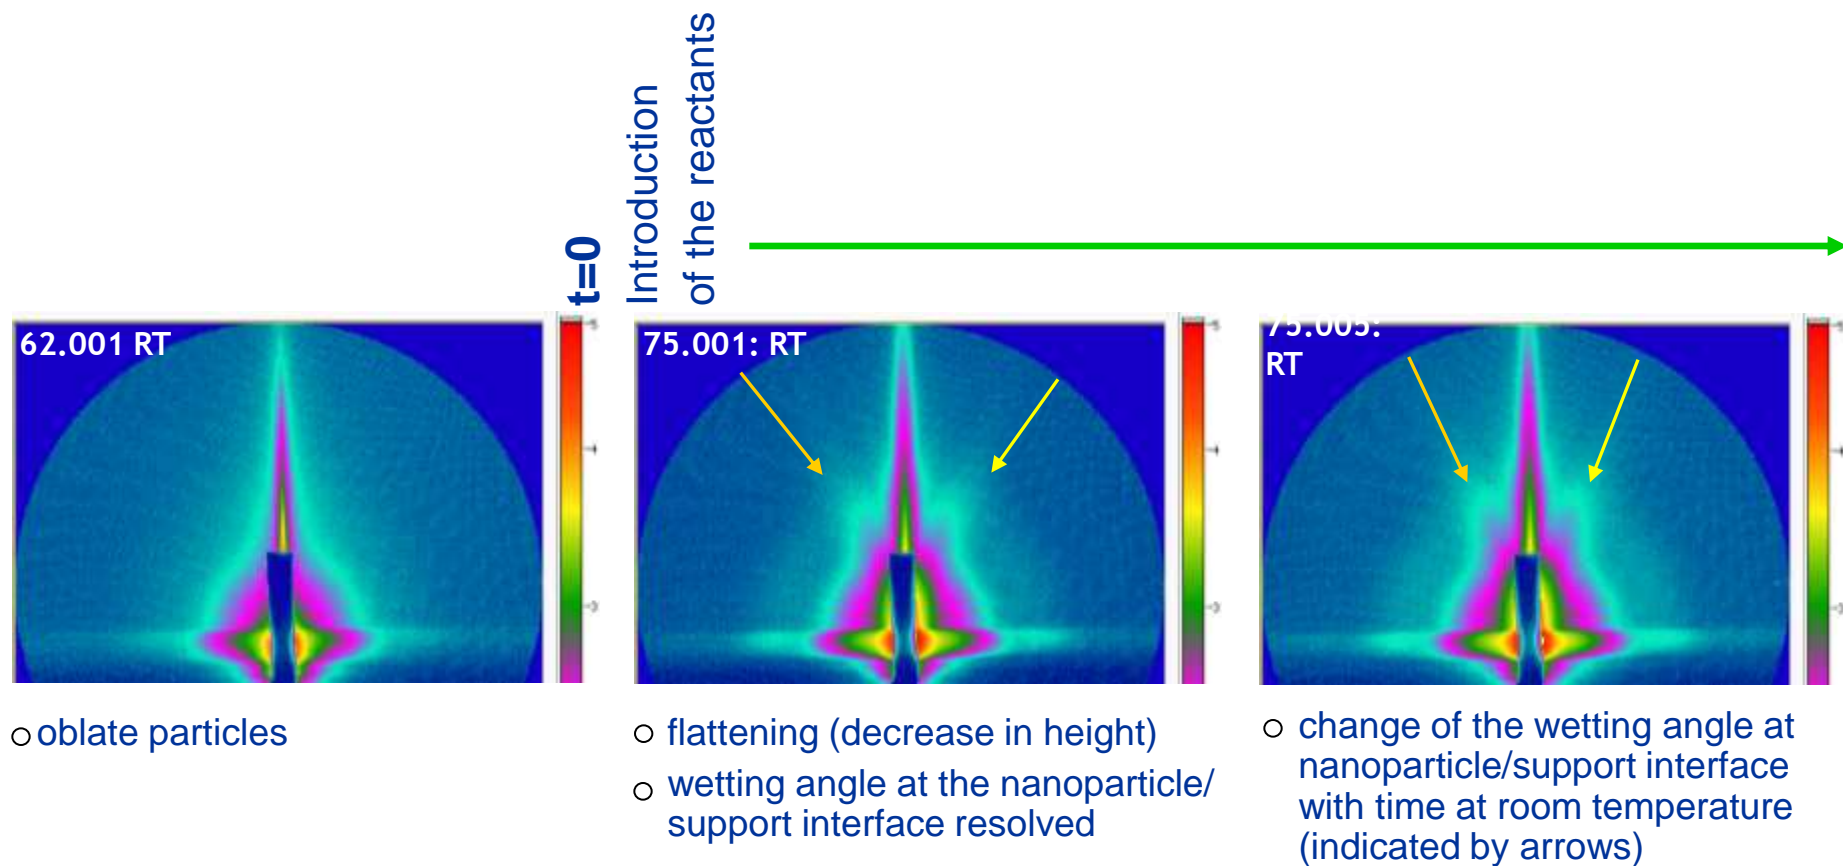 t=0
Introduction
of the reactants
62.001 RT
75.001: RT
75.005:
RT
oblate particles
flattening (decrease in height)
wetting angle at the nanoparticle/
support interface resolved
change of the wetting angle at
nanoparticle/support interface
with time at room temperature
(indicated by arrows)